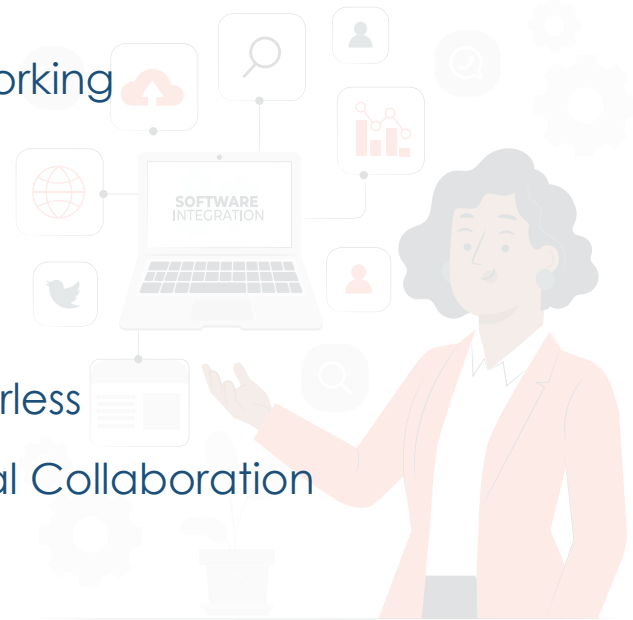 orking
SOFTWARE
INTEGRATION
rless
al Collaboration